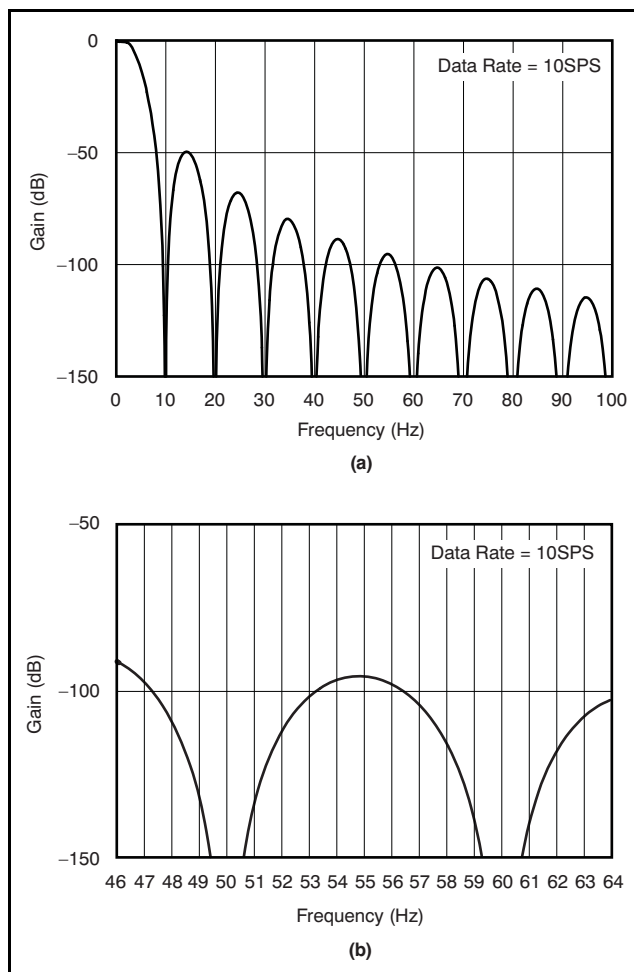 0
Data Rate = 10SPS
−50
Gain (dB)
−100
−150
0 10 20 30 40 50 60 70 80 90 100
Frequency (Hz)
(a)
−50
Data Rate = 10SPS
Gain (dB)
−100
−150
46 47 48 49 50 51 52 53 54 55 56 57 58 59 60 61 62 63 64
Frequency (Hz)
(b)